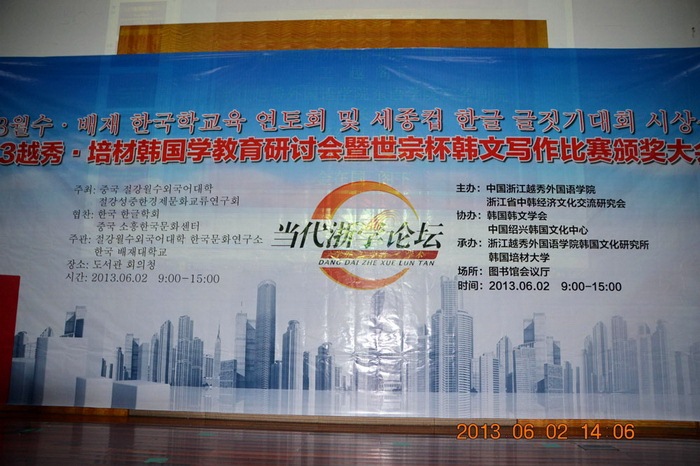 3월수·배재 한국학교육 연토회 및 세종컵 한글 글짓기대회 시상
3越秀·培材韩国学教育研讨会暨世宗杯韩文写作比赛颁奖大会
주최: 중국 절강월수외국어대학
절강성중한경제문화교류연구회
협찬: 한국 한글학회
중국 소흥한국문화센터
주관: 절강월수외국어대학 한국문화연구소
한국 배재대학교
장소: 도서관 회의청
시간: 2013.06.02 9:00-15:00
当代浙学论坛
DANG DAI ZHE XUE LUN TAN
主办: 中国浙江越秀外国语学院
浙江省中韩经济文化交流研究会
协办: 韩国韩文学会
中国绍兴韩国文化中心
承办: 浙江越秀外国语学院韩国文化研究所
韩国培材大学
场所: 图书馆会议厅
时间: 2013.06.02 9:00-15:00
2013 06 02 14 06